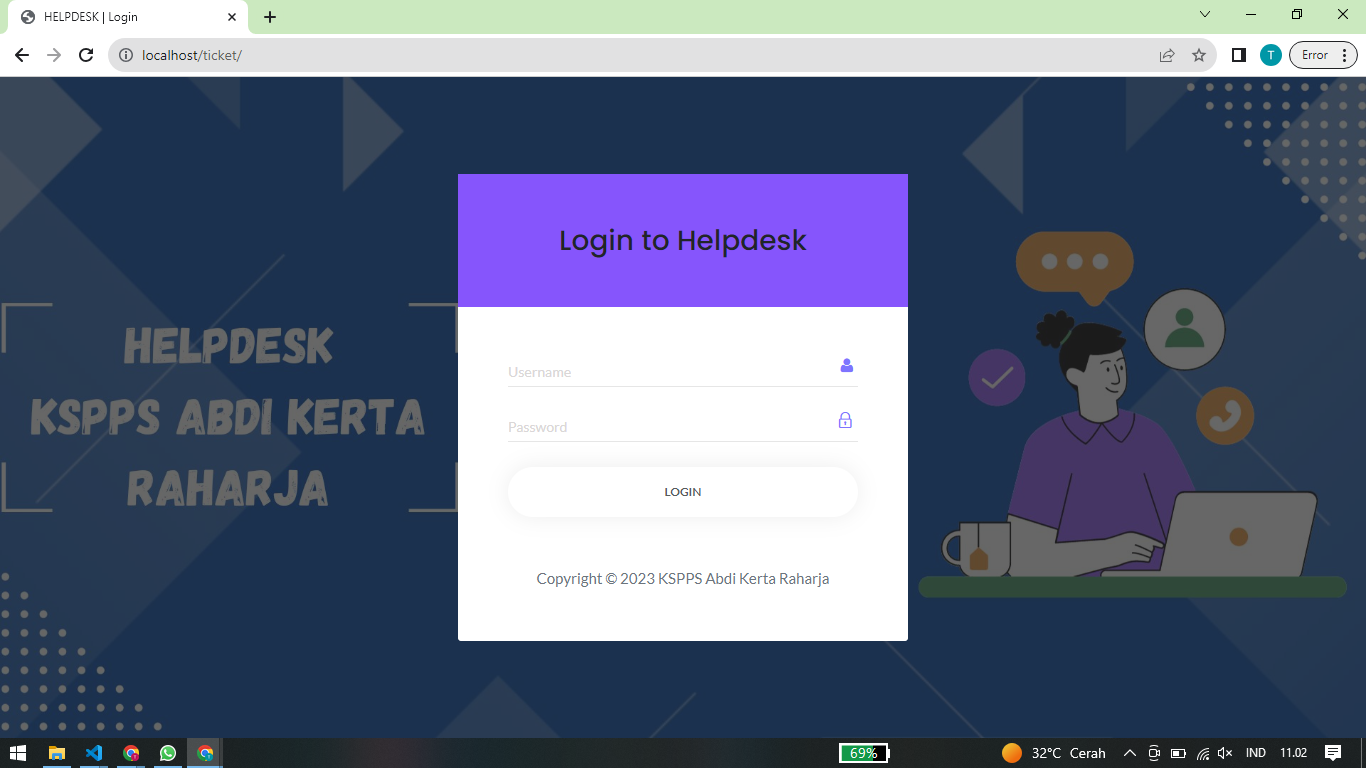 HELPDESK | Login
localhost/ticket/
T
Error
Login to Helpdesk
HELPDESK
KSPPS ABDI KERTA
RAHARJA
Username
Password
LOGIN
Copyright © 2023 KSPPS Abdi Kerta Raharja
69%
32°C Cerah
IND
11.02